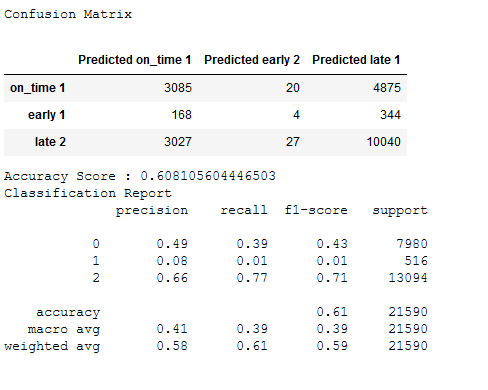 Confusion Matrix
Predicted on_time 1 Predicted early 2 Predicted late 1
on_time 1 3085 20 4875
early 1 168 4 344
late 2 3027 27 10040
Accuracy Score : 0.608105604446503
Classification Report
precision recall f1-score support
0 0.49 0.39 0.43 7980
1 0.08 0.01 0.01 516
2 0.66 0.77 0.71 13094
accuracy 0.61 21590
macro avg 0.41 0.39 0.39 21590
weighted avg 0.58 0.61 0.59 21590